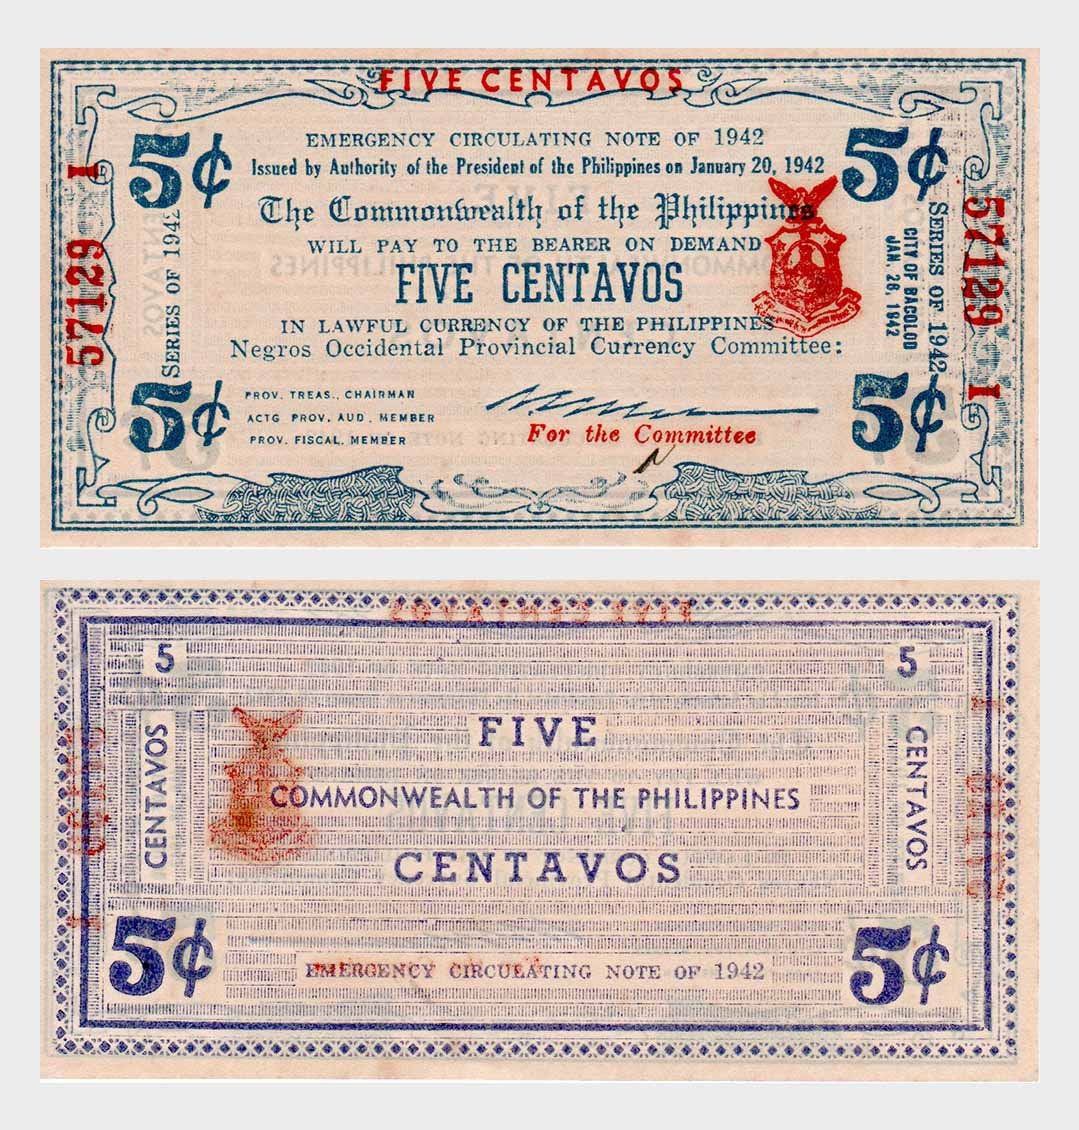 FIVE CENTAVOS
5¢
5¢
EMERGENCY CIRCULATING NOTE OF 1942
Issued by Authority of the President of the Philippines on January 20, 1942
The Commonwealth of the Philippines
WILL PAY TO THE BEARER ON DEMAND
FIVE CENTAVOS
IN LAWFUL CURRENCY OF THE PHILIPPINES
Negros Occidental Provincial Currency Committee:
57129 I
SERIES OF 1942
SERIES OF 1942
CITY OF BACOLOD
JAN. 26, 1942
57129 I
5¢
5¢
PROV. TREAS., CHAIRMAN
ACTG PROV. AUD., MEMBER
PROV. FISCAL, MEMBER
For the Committee
5
5
CENTAVOS
CENTAVOS
FIVE
COMMONWEALTH OF THE PHILIPPINES
CENTAVOS
5¢
5¢
EMERGENCY CIRCULATING NOTE OF 1942